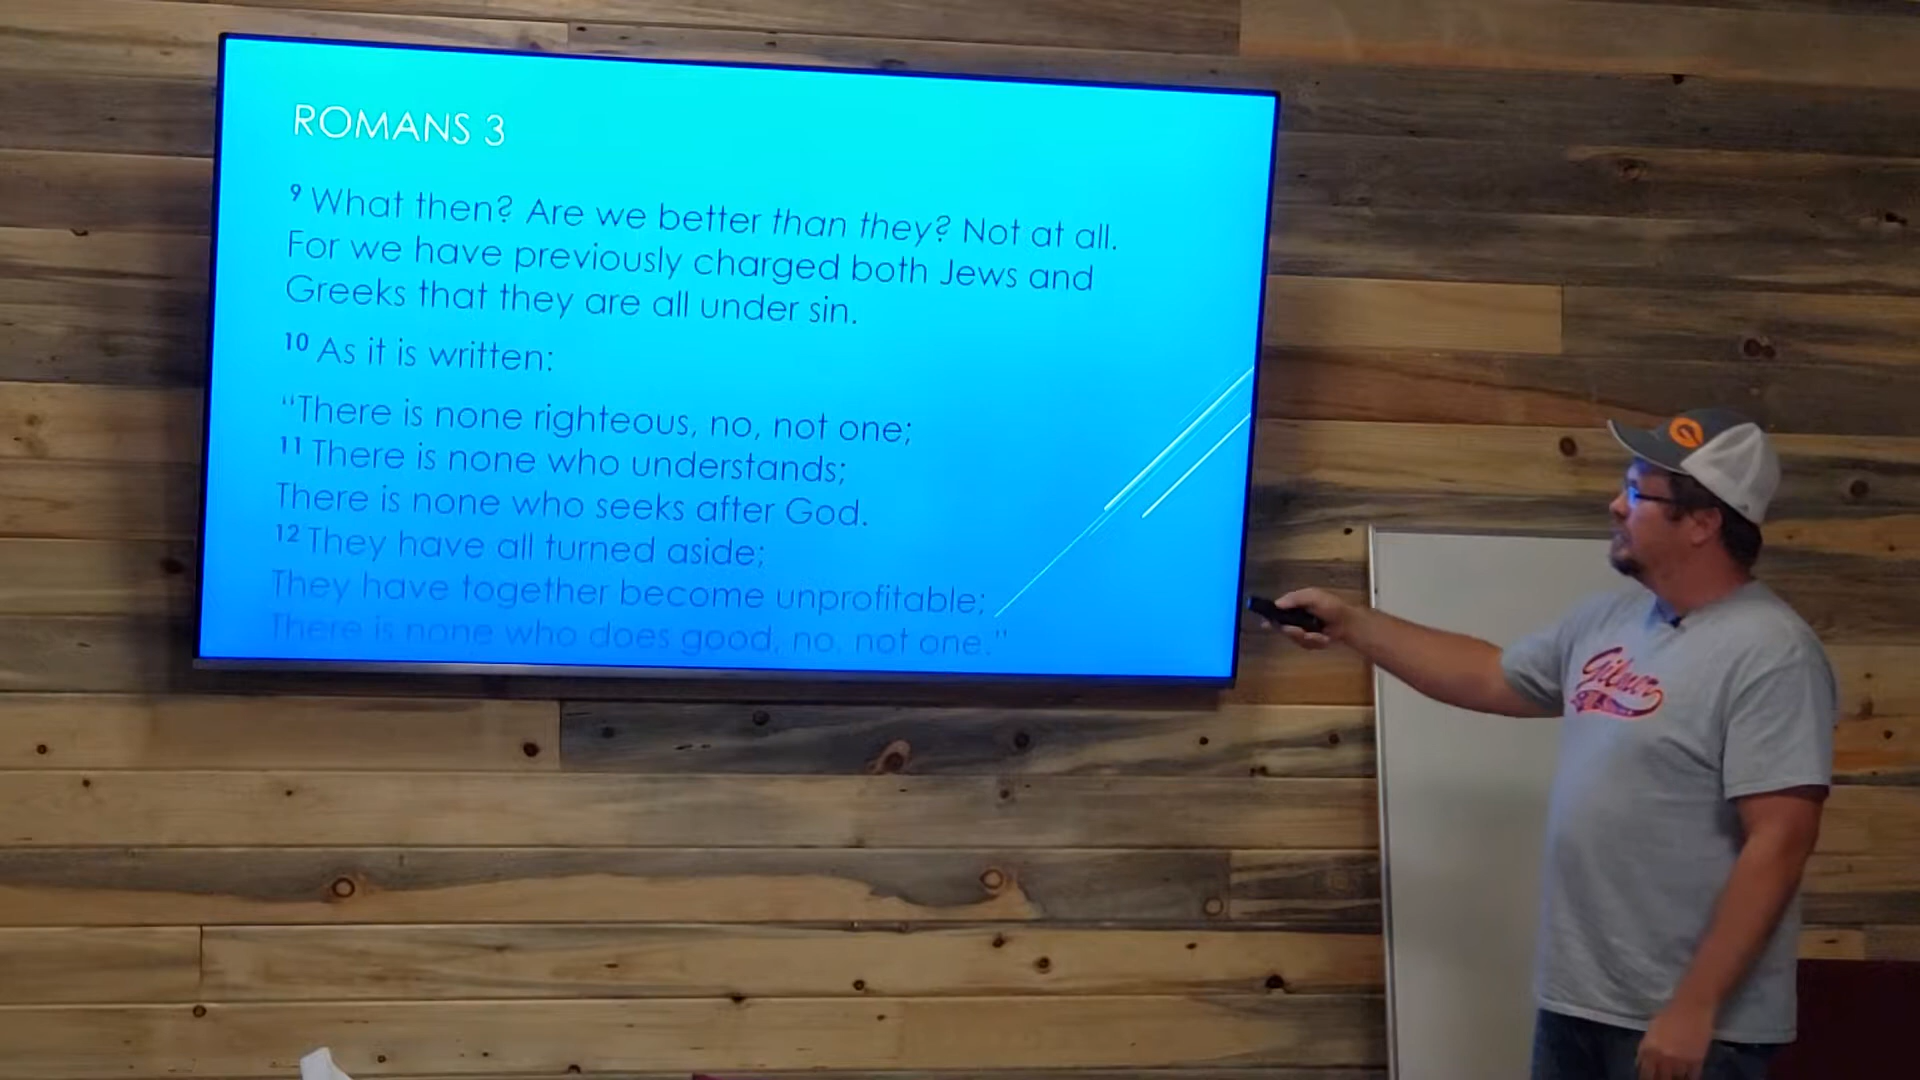 ROMANS 3
9 What then? Are we better than they? Not at all.
For we have previously charged both Jews and
Greeks that they are all under sin.
10 As it is written:
“There is none righteous, no, not one;
11 There is none who understands;
There is none who seeks after God.
12 They have all turned aside;
They have together become unprofitable;
There is none who does good, no, not one.”
G
Gilmer